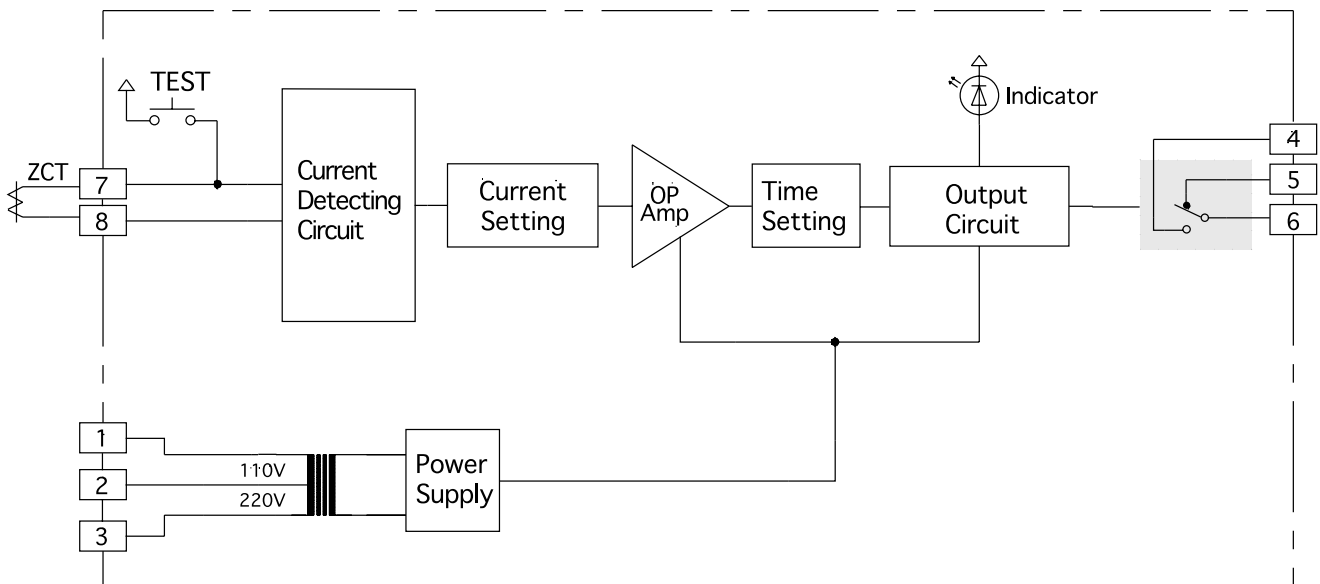 TEST
Indicator
4
ZCT
7
8
Current
Detecting
Circuit
Current
Setting
OP
Amp
Time
Setting
Output
Circuit
5
6
1
2
3
110V
220V
Power
Supply